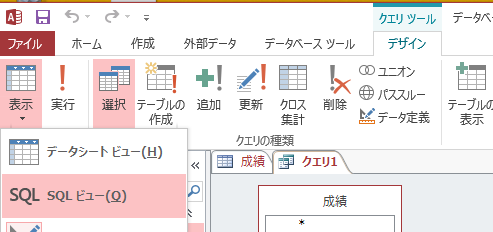 クエリ ツール
データベ
ファイル ホーム 作成 外部データ データベース ツール デザイン
表示 実行 選択 テーブルの作成 追加 更新 クロス集計 削除 ユニオン パススルー データ定義 テーブルの表示
クエリの種類
データシート ビュー(H)
SQL SQL ビュー(Q)
成績 クエリ1
成績
*